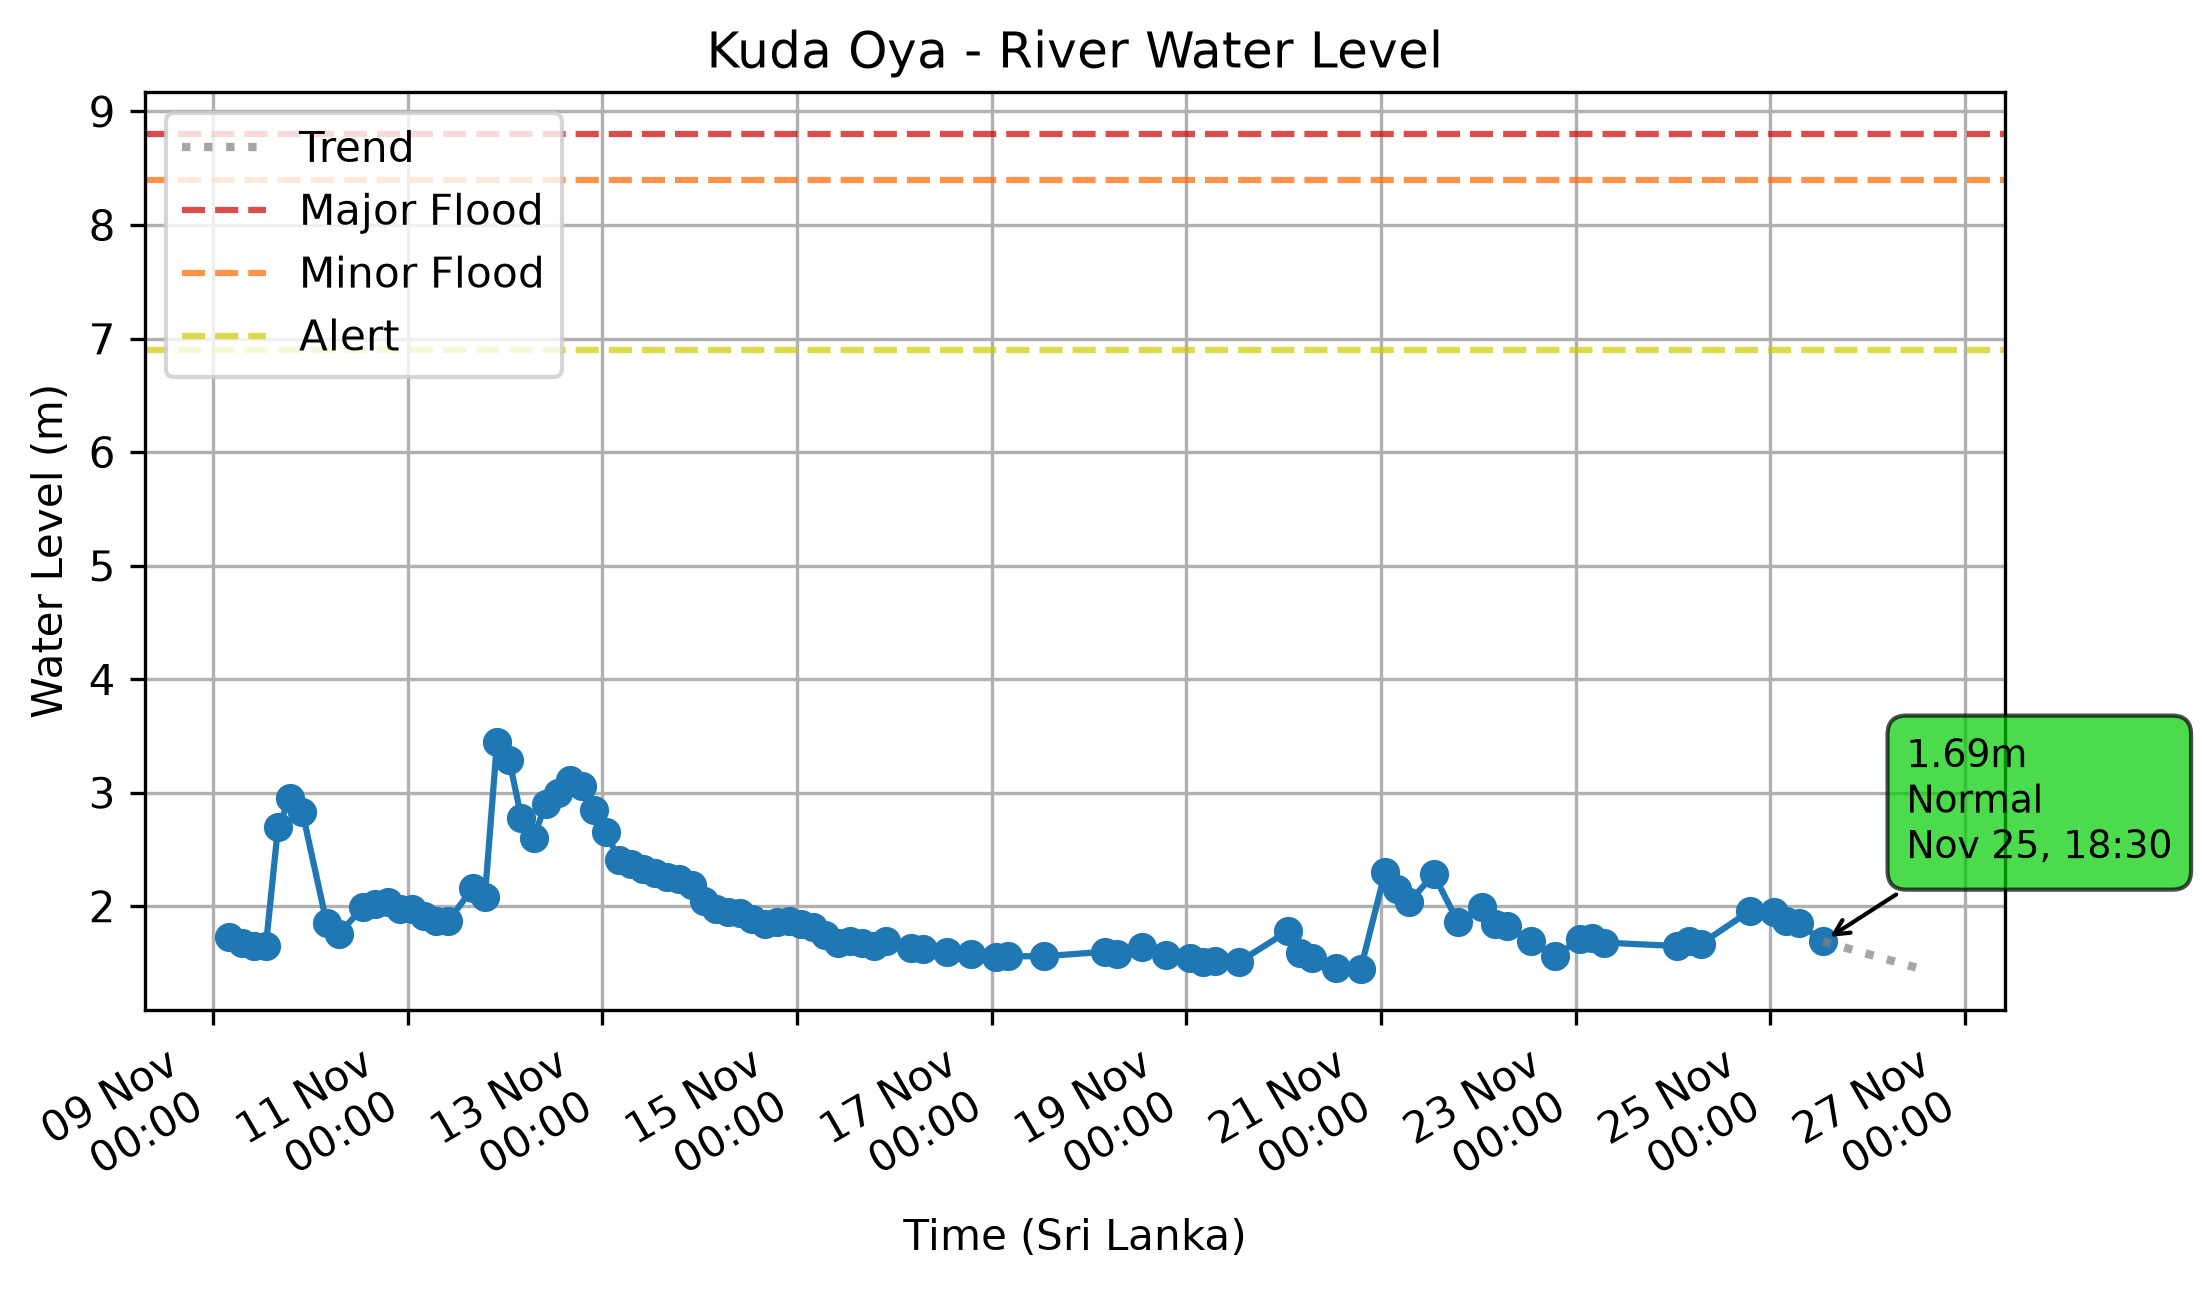 Kuda Oya - River Water Level
Water Level (m)
9
8
7
6
5
4
3
2
Trend
Major Flood
Minor Flood
Alert
1.69m
Normal
Nov 25, 18:30
09 Nov
00:00
11 Nov
00:00
13 Nov
00:00
15 Nov
00:00
17 Nov
00:00
19 Nov
00:00
21 Nov
00:00
23 Nov
00:00
25 Nov
00:00
27 Nov
00:00
Time (Sri Lanka)